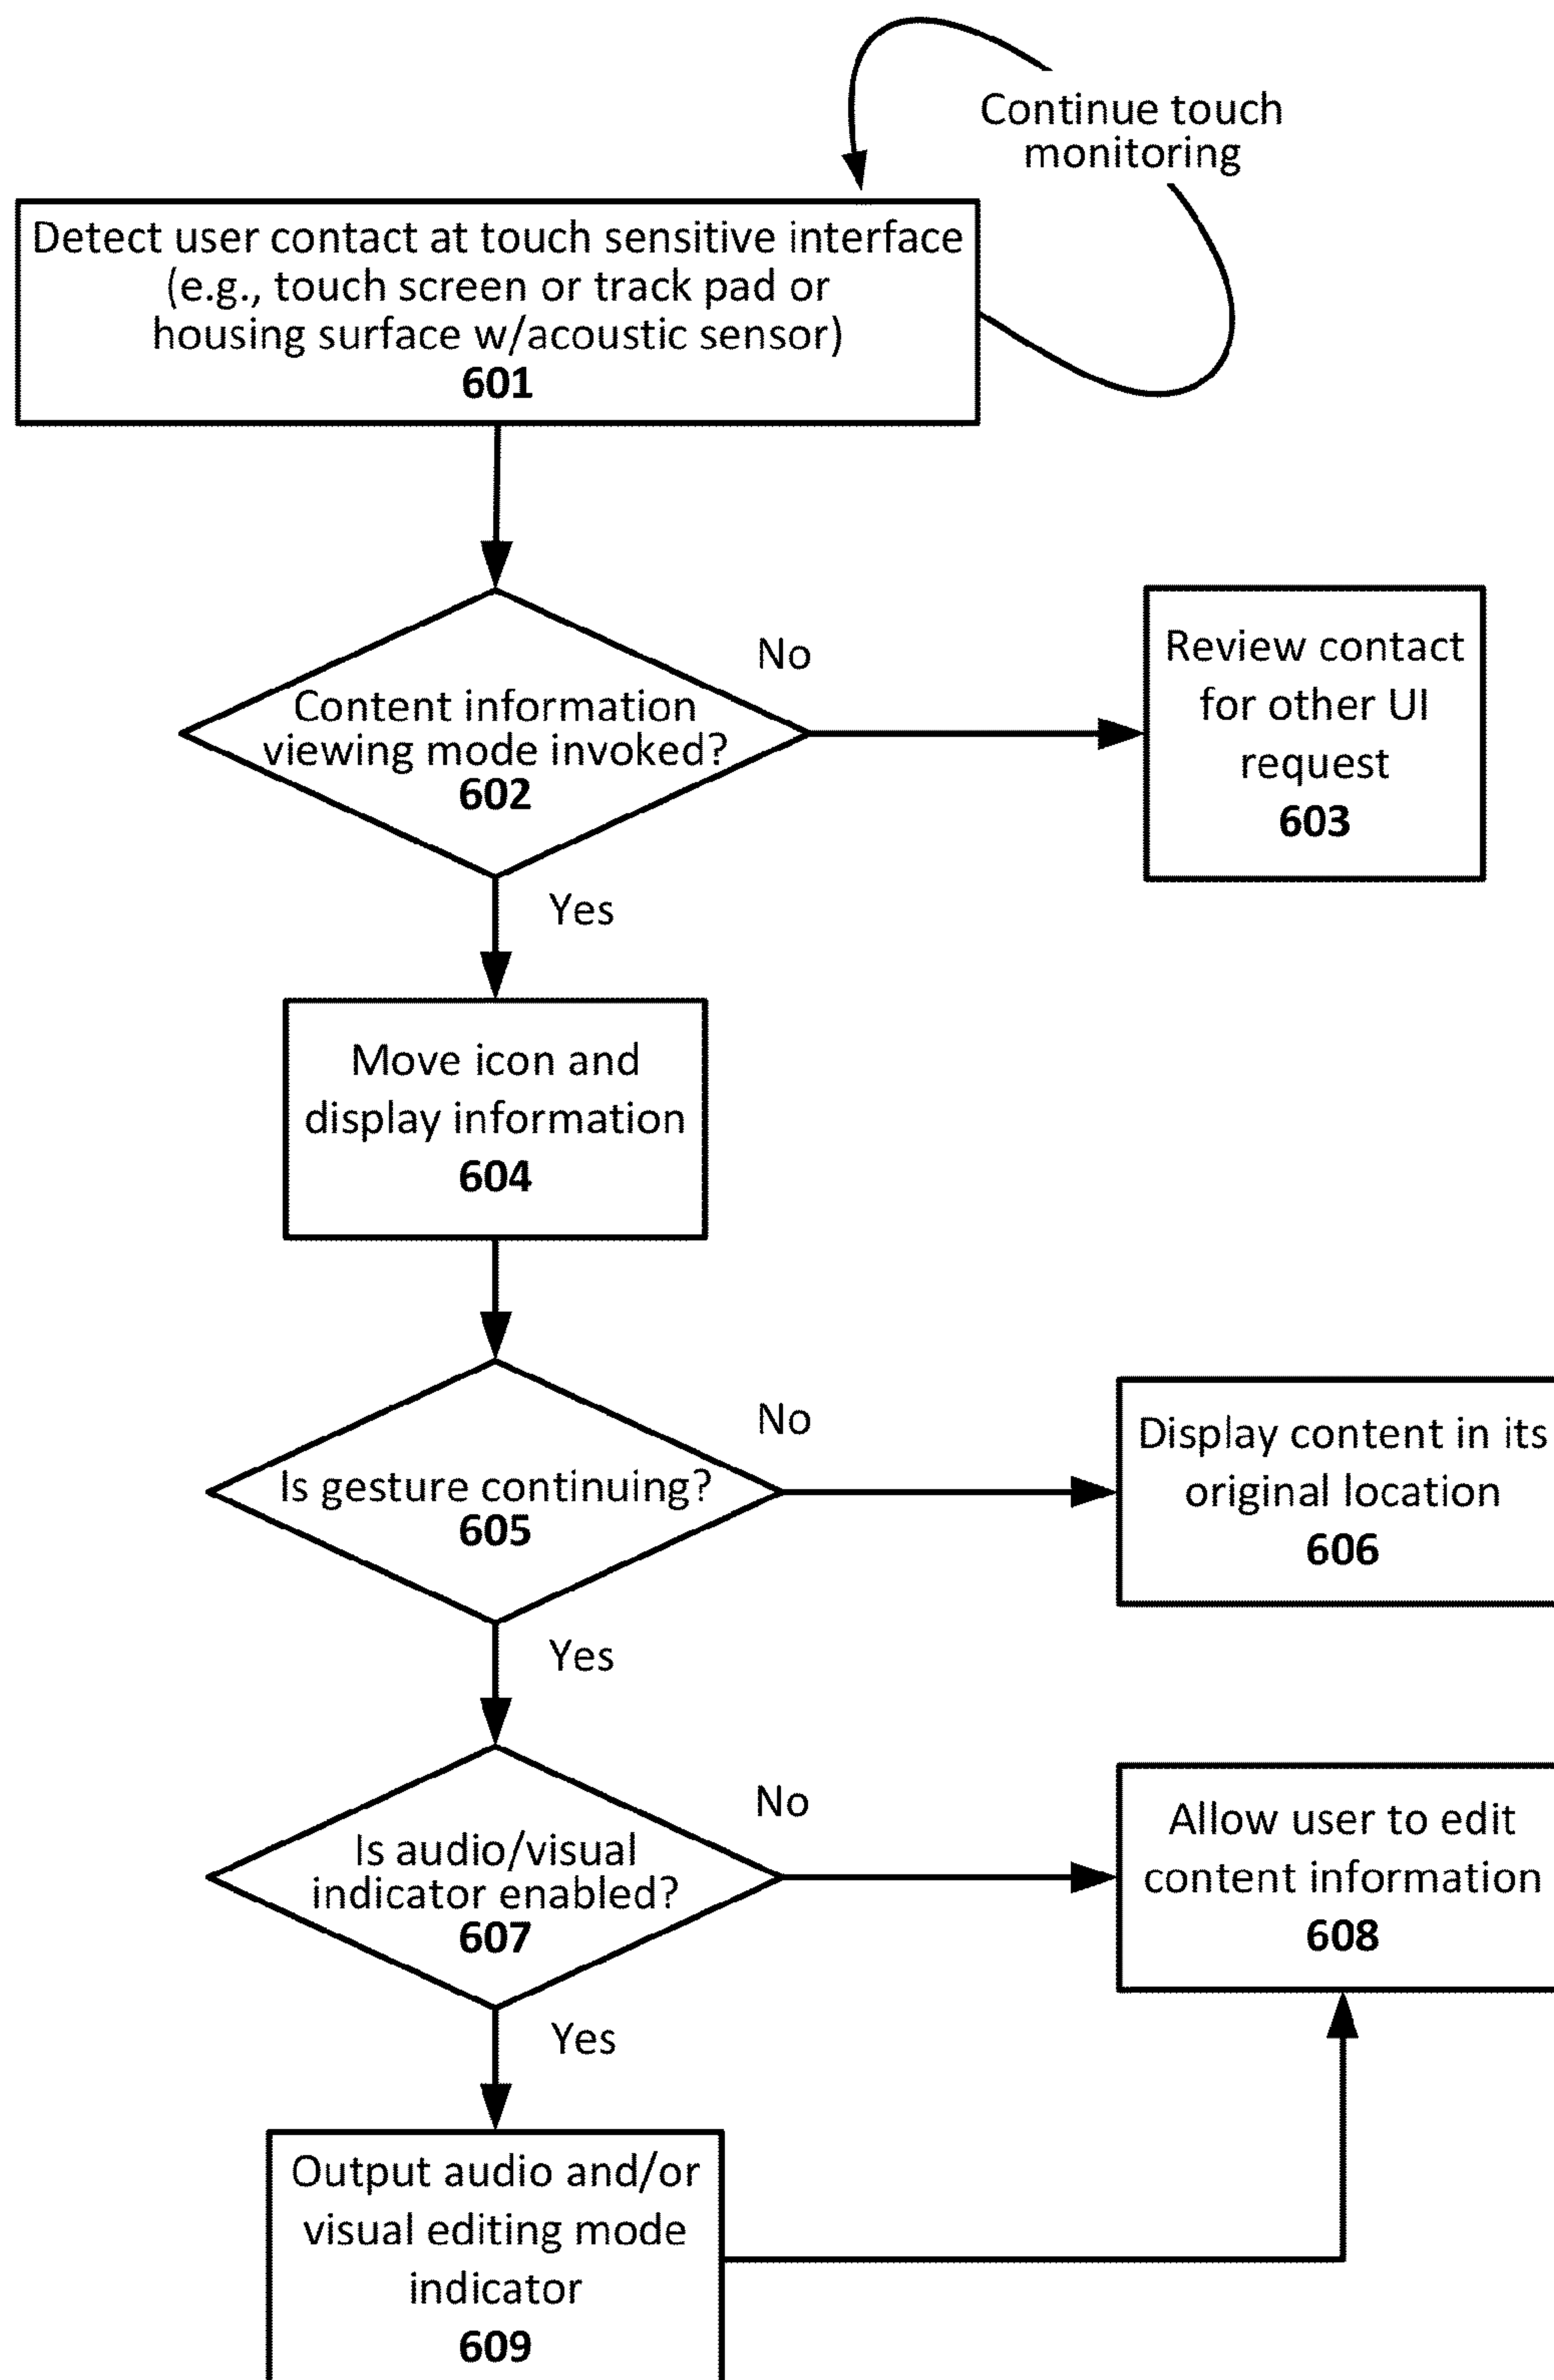 Continue touch
monitoring
Detect user contact at touch sensitive interface
(e.g., touch screen or track pad or
housing surface w/acoustic sensor)
601
No
Content information
viewing mode invoked?
602
Review contact
for other UI
request
603
Yes
Move icon and
display information
604
No
Is gesture continuing?
605
Display content in its
original location
606
Yes
No
Is audio/visual
indicator enabled?
607
Allow user to edit
content information
608
Yes
Output audio and/or
visual editing mode
indicator
609